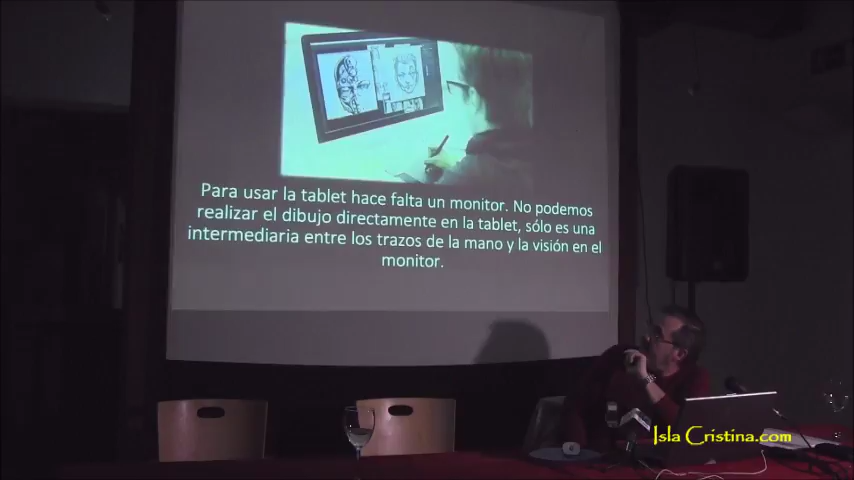 Para usar la tablet hace falta un monitor. No podemos
realizar el dibujo directamente en la tablet, sólo es una
intermediaria entre los trazos de la mano y la visión en el
monitor.
Isla Cristina.com